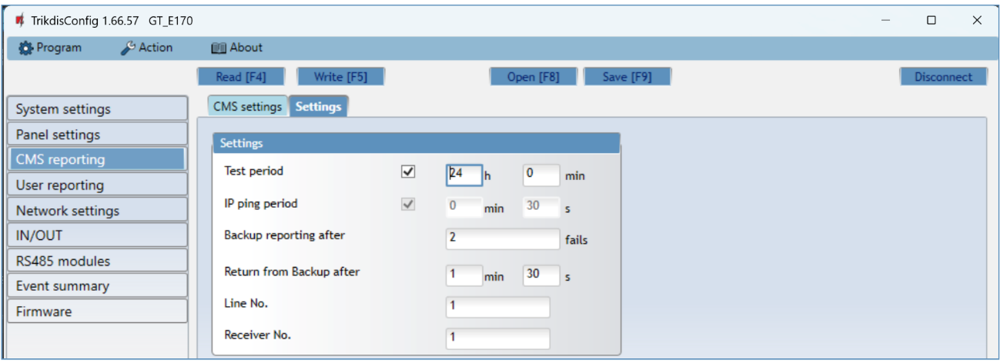 TrikdisConfig 1.66.57 GT_E170
Program Action About
Read [F4] Write [F5] Open [F8] Save [F9] Disconnect
System settings
Panel settings
CMS reporting
User reporting
Network settings
IN/OUT
RS485 modules
Event summary
Firmware
CMS settings Settings
Settings
Test period 24 h 0 min
IP ping period 0 min 30 s
Backup reporting after 2 fails
Return from Backup after 1 min 30 s
Line No. 1
Receiver No. 1